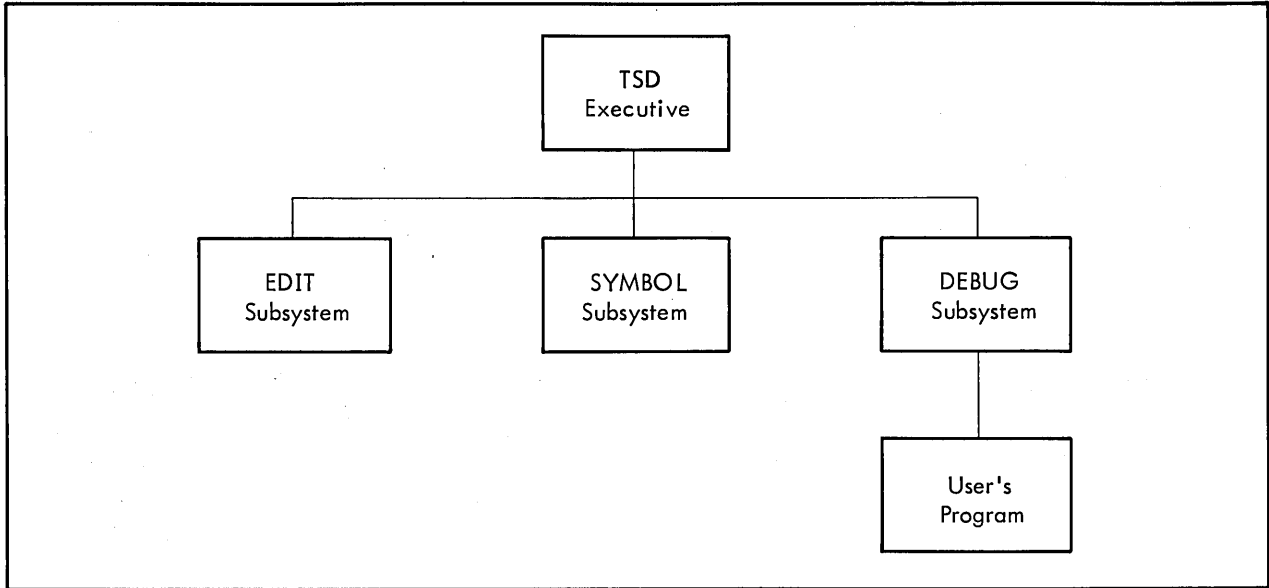 TSD
Executive
EDIT
Subsystem
SYMBOL
Subsystem
DEBUG
Subsystem
User's
Program